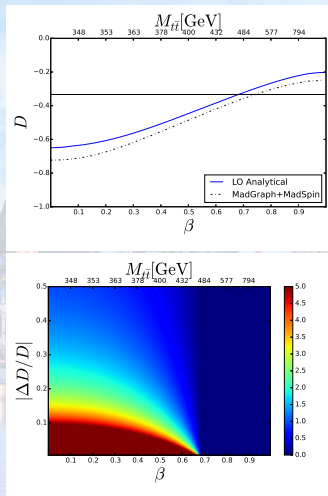 M_{tt̄}[GeV]
348 363 378 400 432 484 577 794
0.0
−0.2
−0.4
D
−0.6
−0.8
−1.0
LO Analytical
MadGraph+MadSpin
0.1 0.2 0.3 0.4 0.5 0.6 0.7 0.8 0.9
β
M_{tt̄}[GeV]
348 363 378 400 432 484 577 794
0.5
0.4
0.3
|ΔD/D|
0.2
0.1
5.0
4.5
4.0
3.5
3.0
2.5
2.0
1.5
1.0
0.5
0.0
0.1 0.2 0.3 0.4 0.5 0.6 0.7 0.8 0.9
β